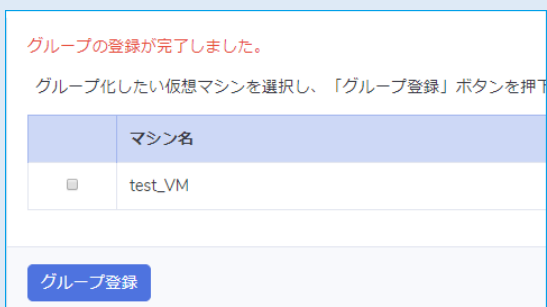 グループの登録が完了しました。
グループ化したい仮想マシンを選択し、「グループ登録」ボタンを押下
マシン名
test_VM
グループ登録